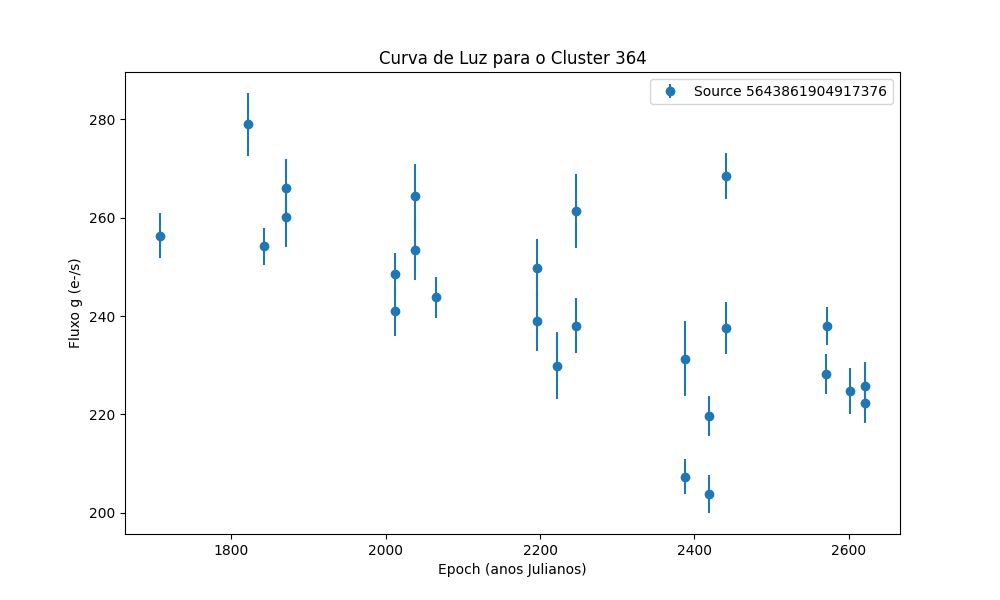 Curva de Luz para o Cluster 364
Source 5643861904917376
280
260
240
220
200
Fluxo g (e-/s)
1800 2000 2200 2400 2600
Epoch (anos Julianos)